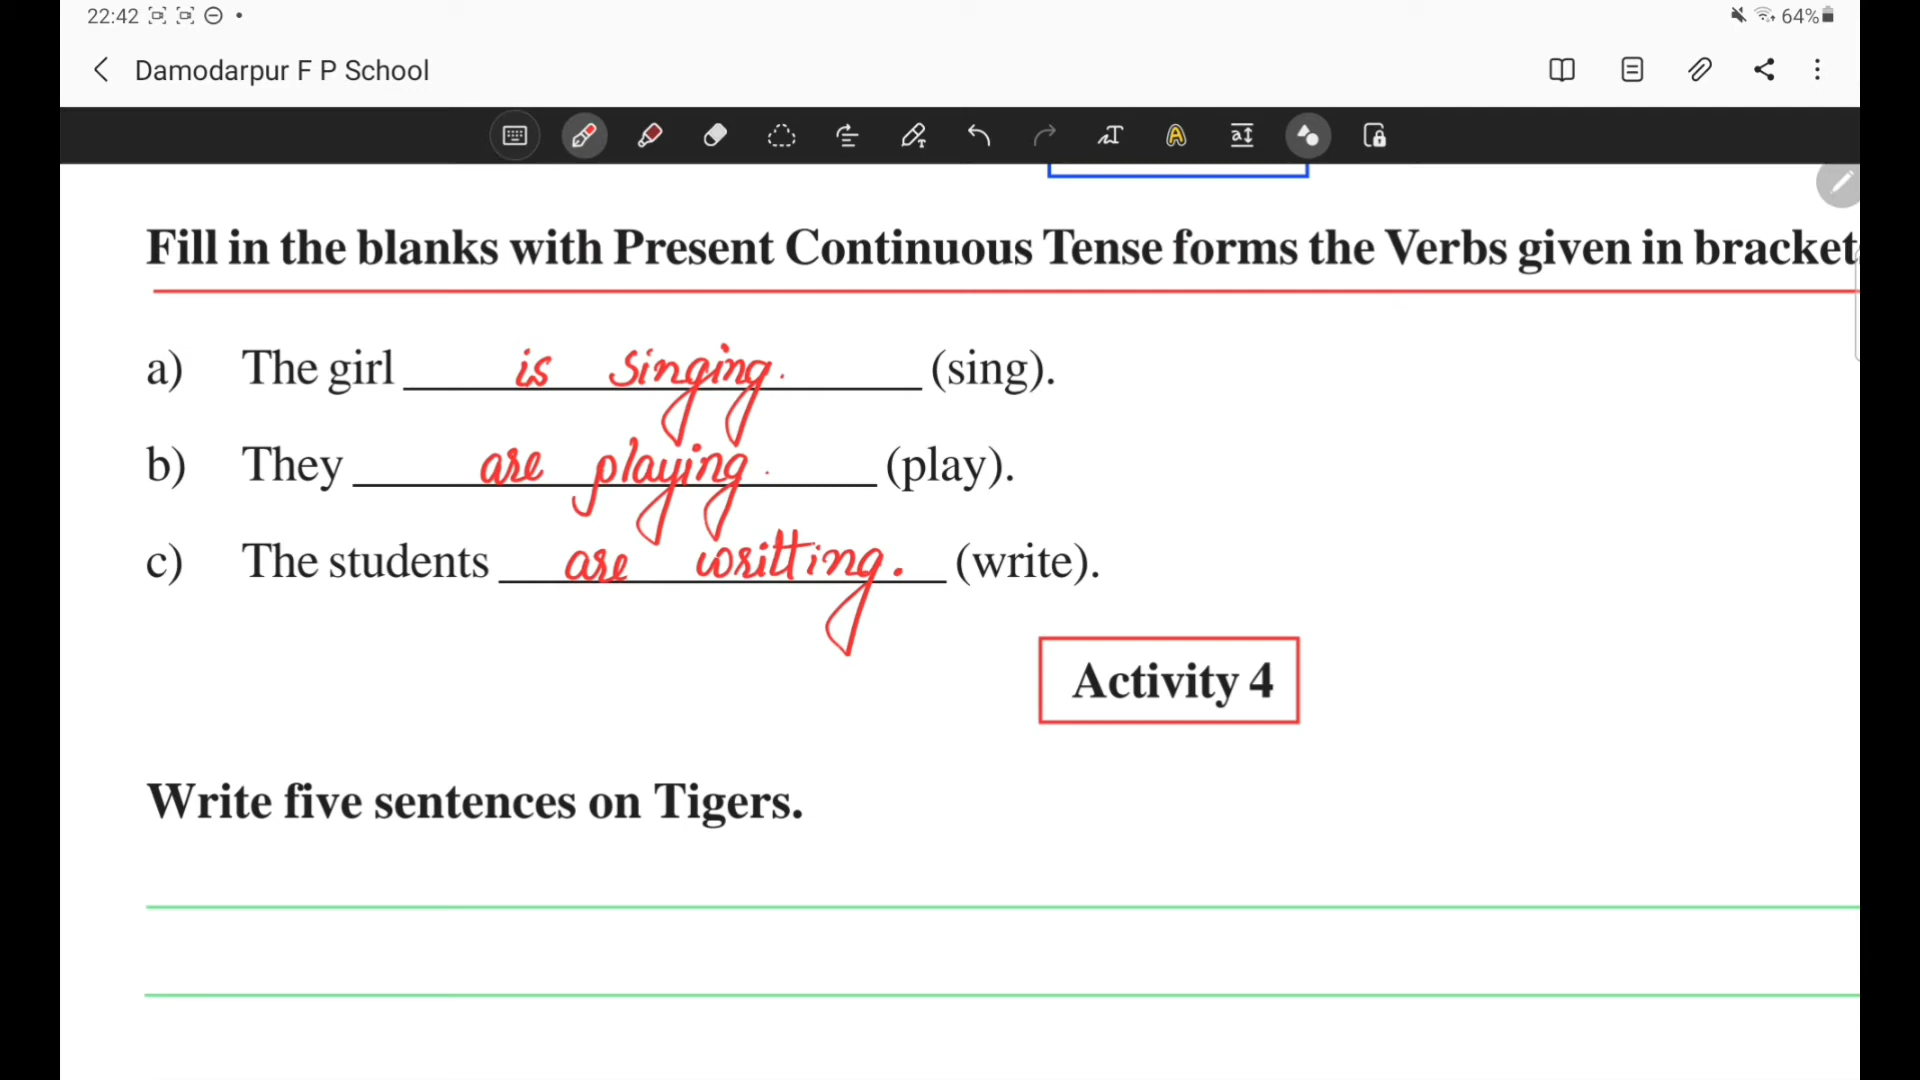 22:42 64%
Damodarpur F P School
Fill in the blanks with Present Continuous Tense forms the Verbs given in bracket
a) The girl is singing. (sing).
b) They are playing. (play).
c) The students are writting. (write).
Activity 4
Write five sentences on Tigers.